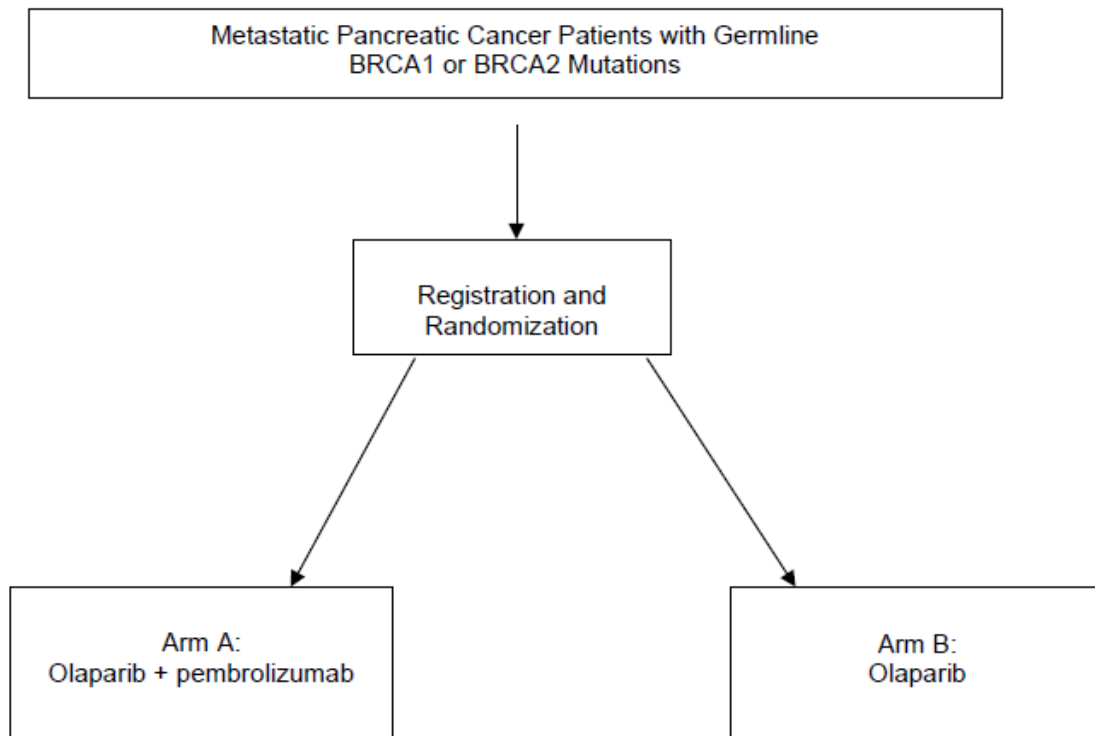 Metastatic Pancreatic Cancer Patients with Germline
BRCA1 or BRCA2 Mutations
Registration and
Randomization
Arm A:
Olaparib + pembrolizumab
Arm B:
Olaparib